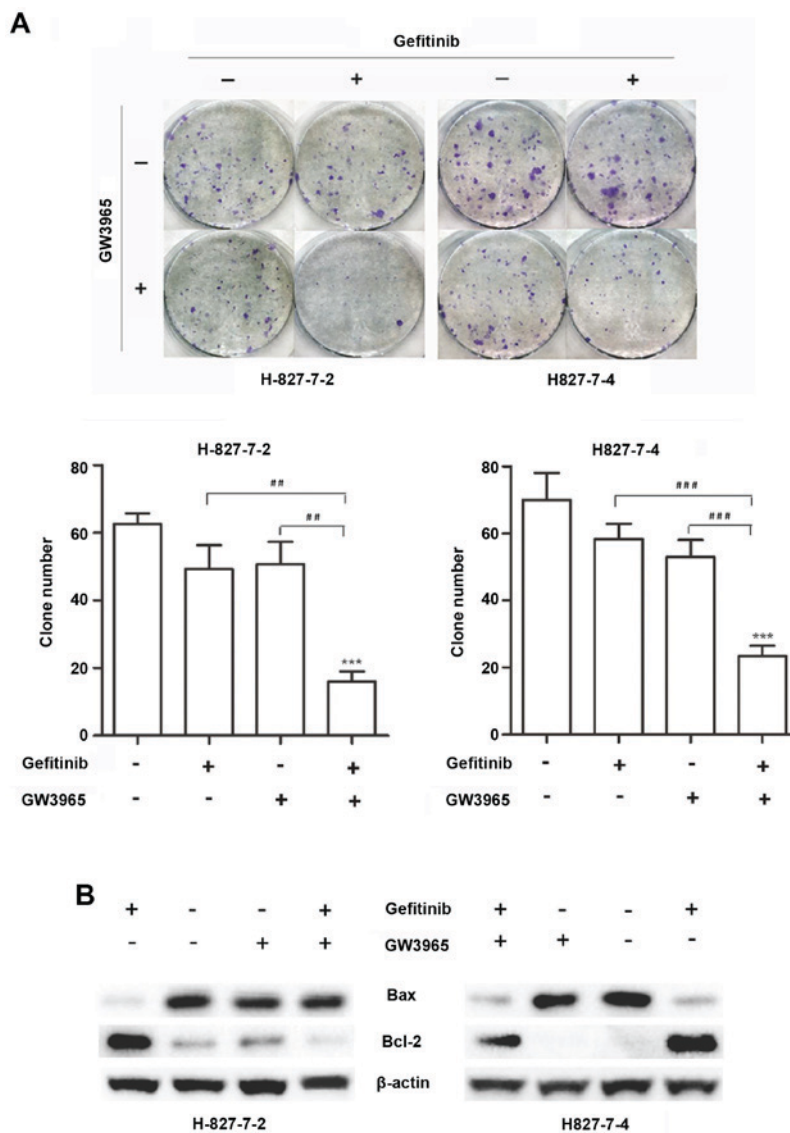 A
Gefitinib
– + – +
GW3965
–
+
H-827-7-2 H827-7-4
H-827-7-2
80
60
40
20
0
Clone number
##
##
***
Gefitinib - + - +
GW3965 - - + +
H827-7-4
80
60
40
20
0
Clone number
###
###
***
Gefitinib - + - +
GW3965 - - + +
B
+ - - + Gefitinib + - - +
- - + + GW3965 + + - -
Bax
Bcl-2
β-actin
H-827-7-2 H827-7-4